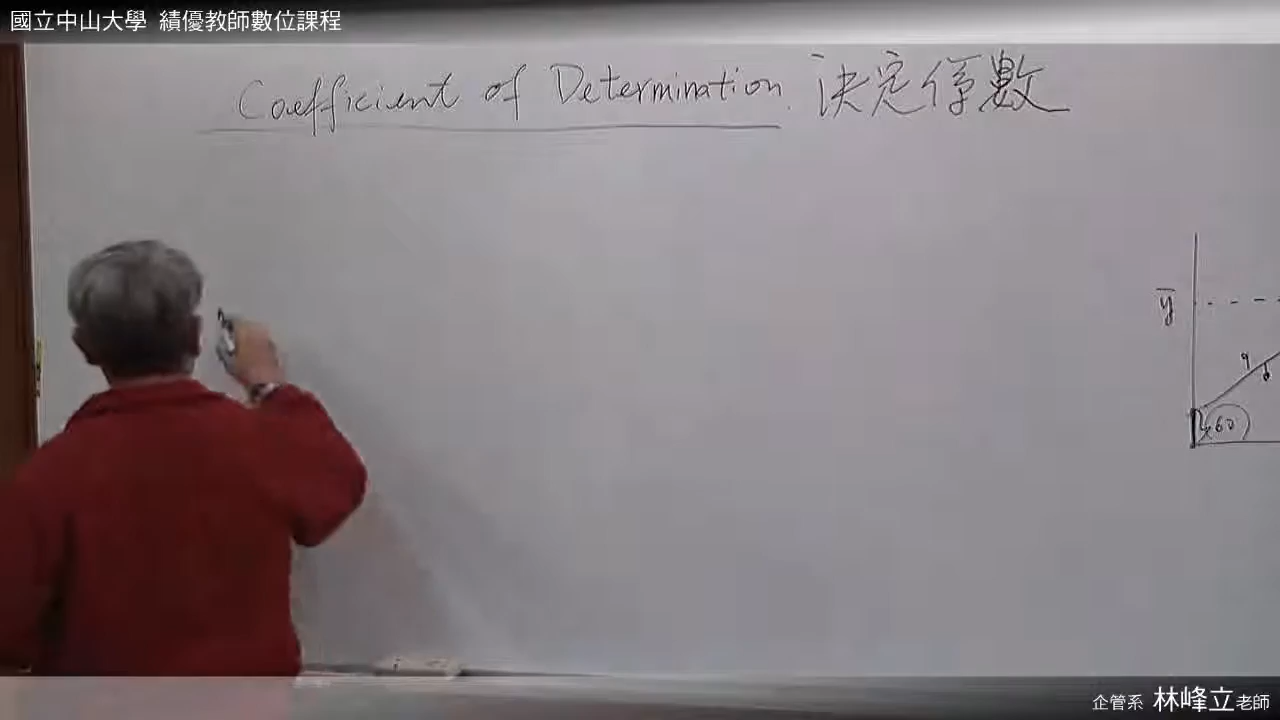 國立中山大學 績優教師數位課程
Coefficient of Determination. 決定係數
y̅
60
企管系 林峰立老師